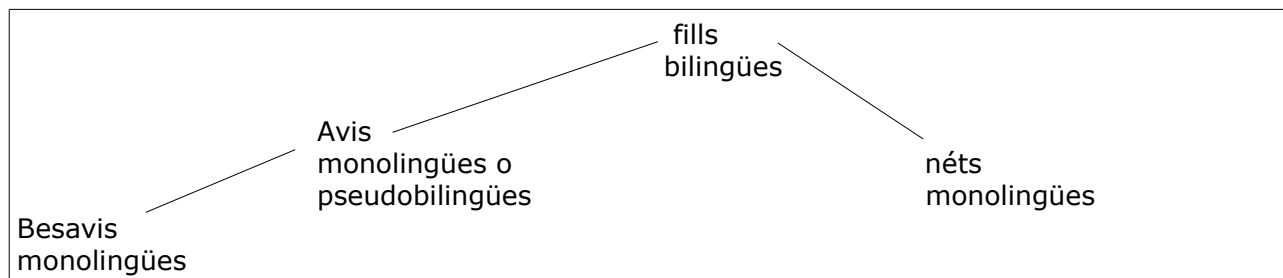 fills
bilingües
Avis
monolingües o
pseudobilingües
néts
monolingües
Besavis
monolingües